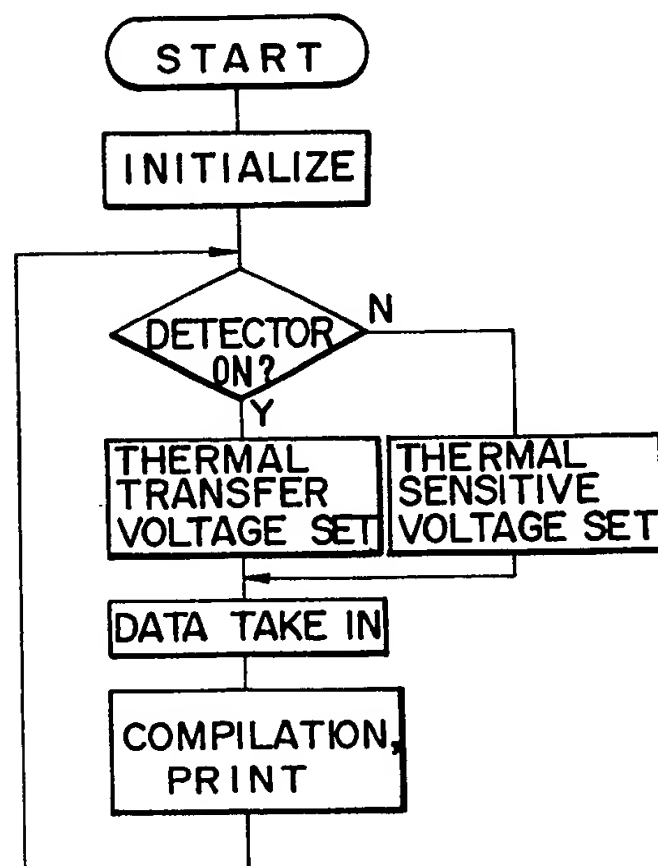 START
INITIALIZE
DETECTOR
ON?
N
Y
THERMAL
TRANSFER
VOLTAGE SET
THERMAL
SENSITIVE
VOLTAGE SET
DATA TAKE IN
COMPILATION,
PRINT